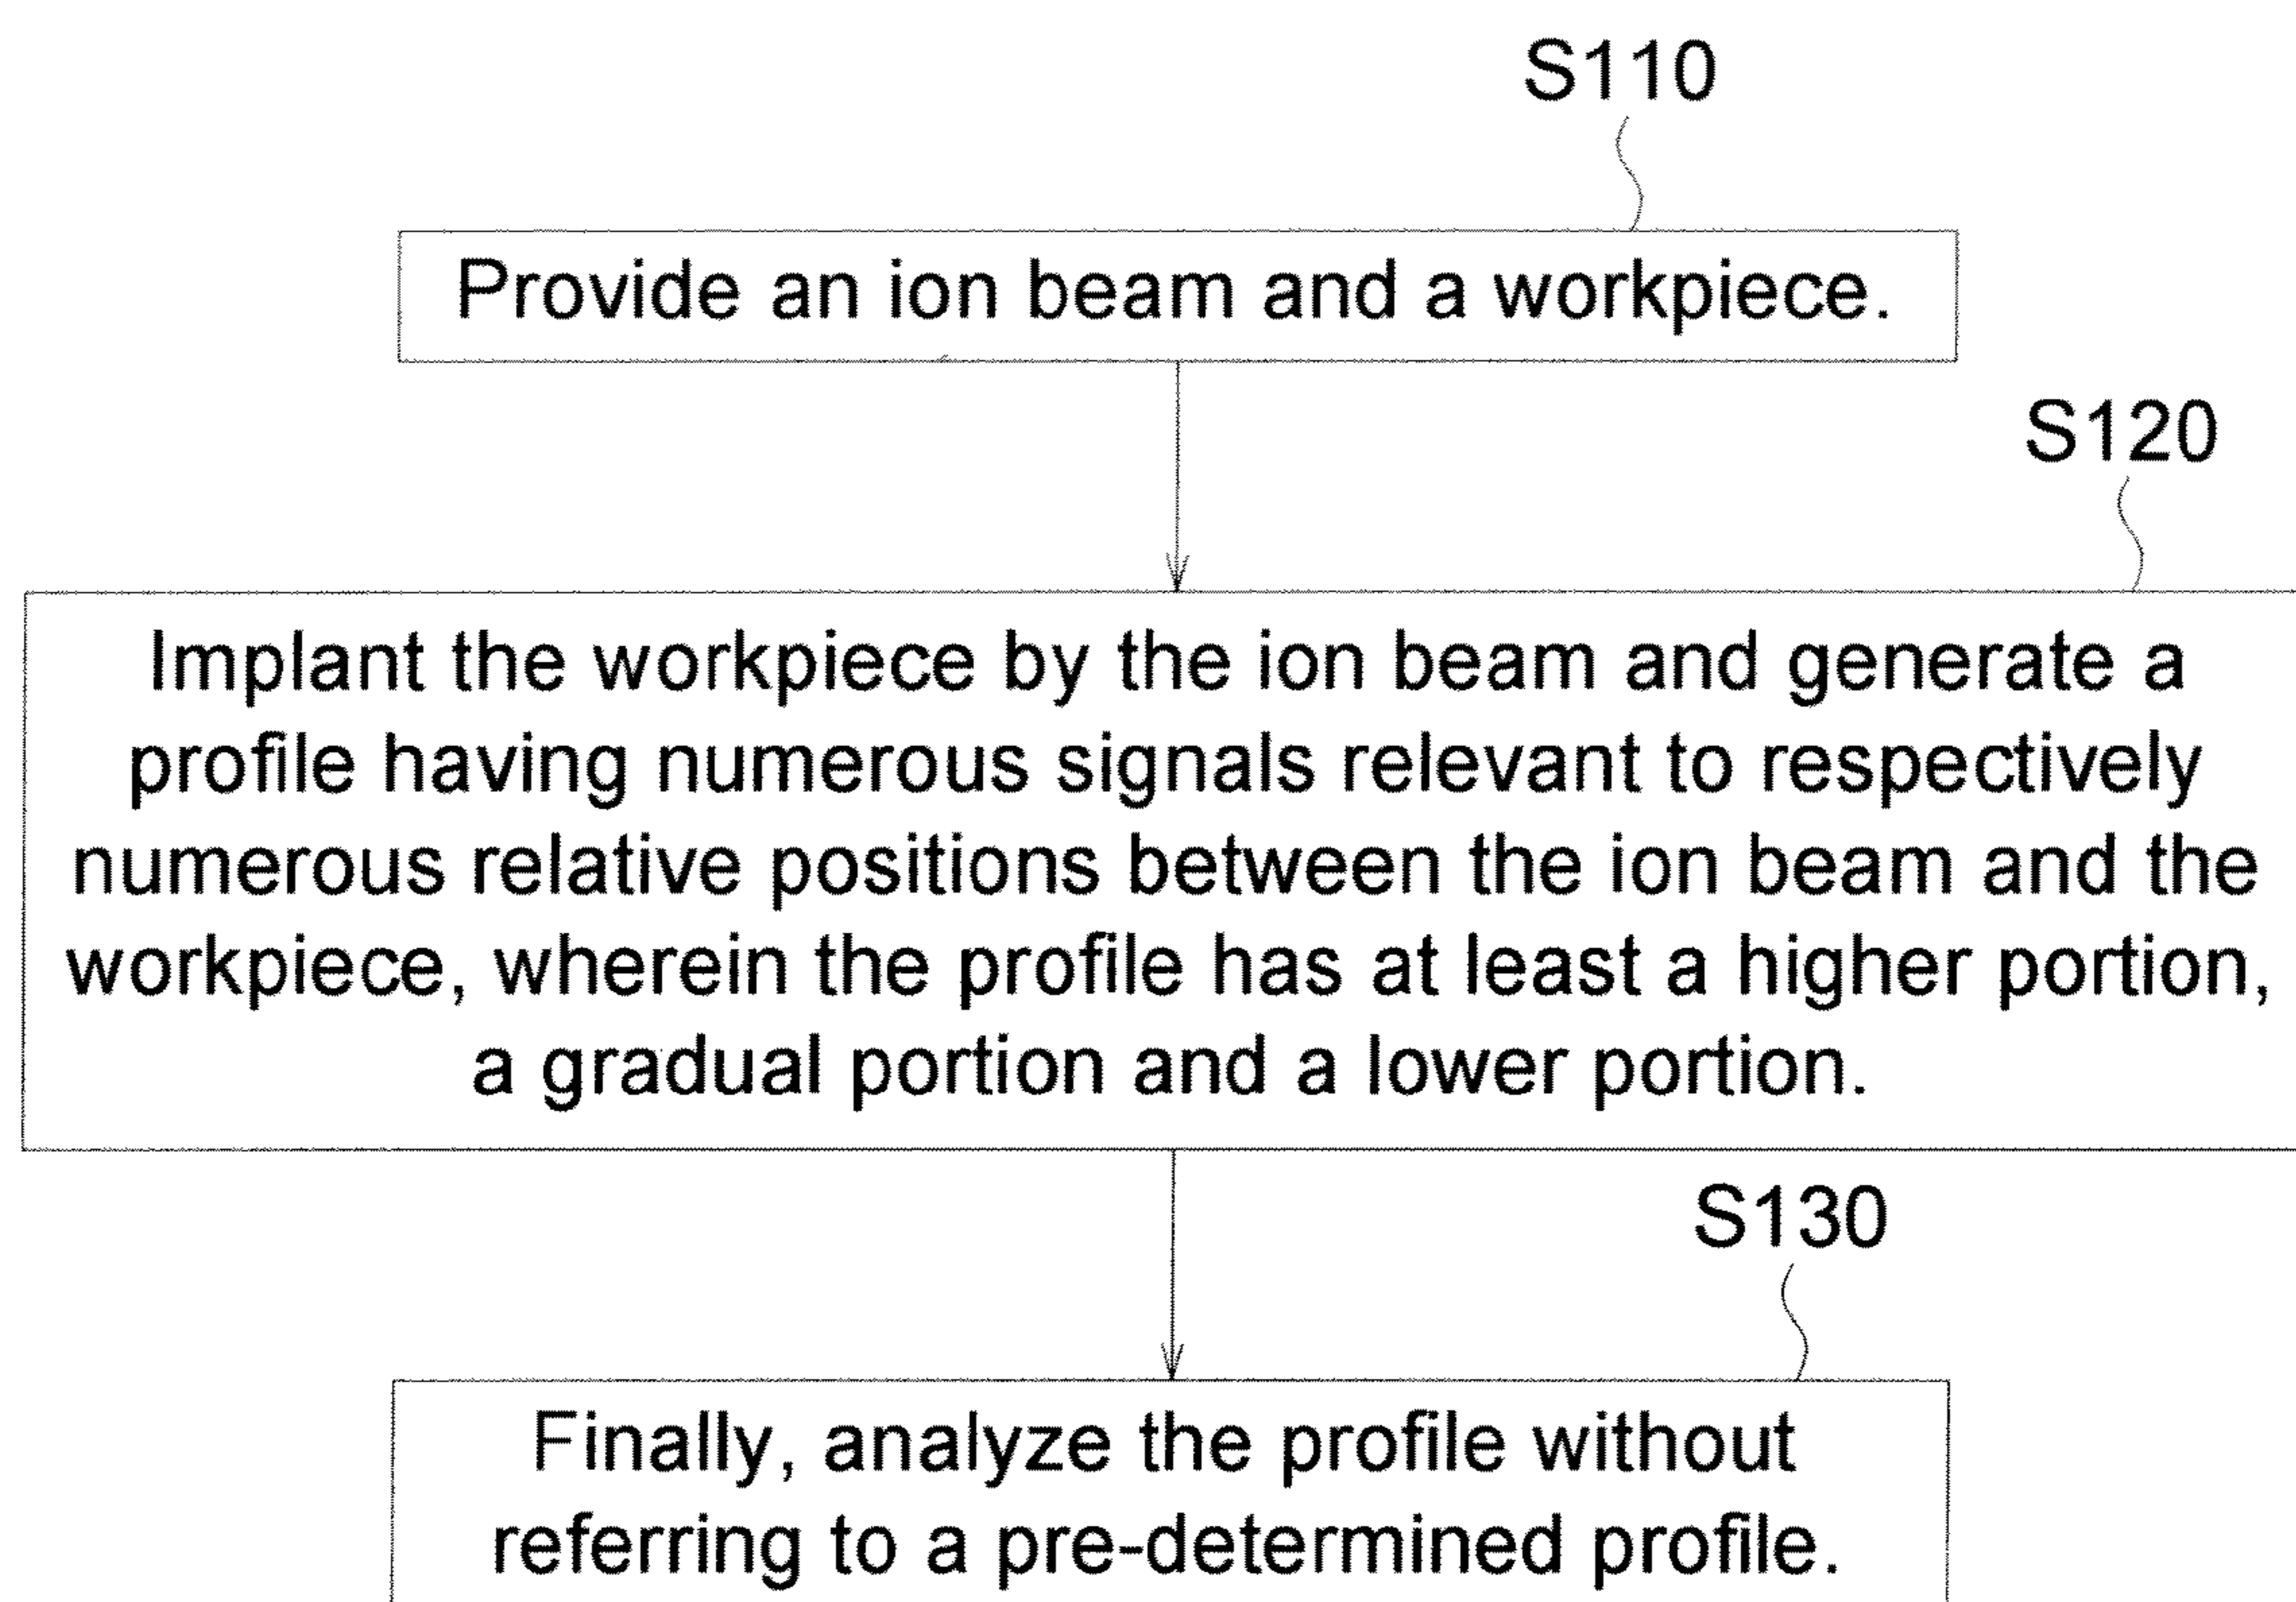 S110
Provide an ion beam and a workpiece.
S120
Implant the workpiece by the ion beam and generate a
profile having numerous signals relevant to respectively
numerous relative positions between the ion beam and the
workpiece, wherein the profile has at least a higher portion,
a gradual portion and a lower portion.
S130
Finally, analyze the profile without
referring to a pre-determined profile.